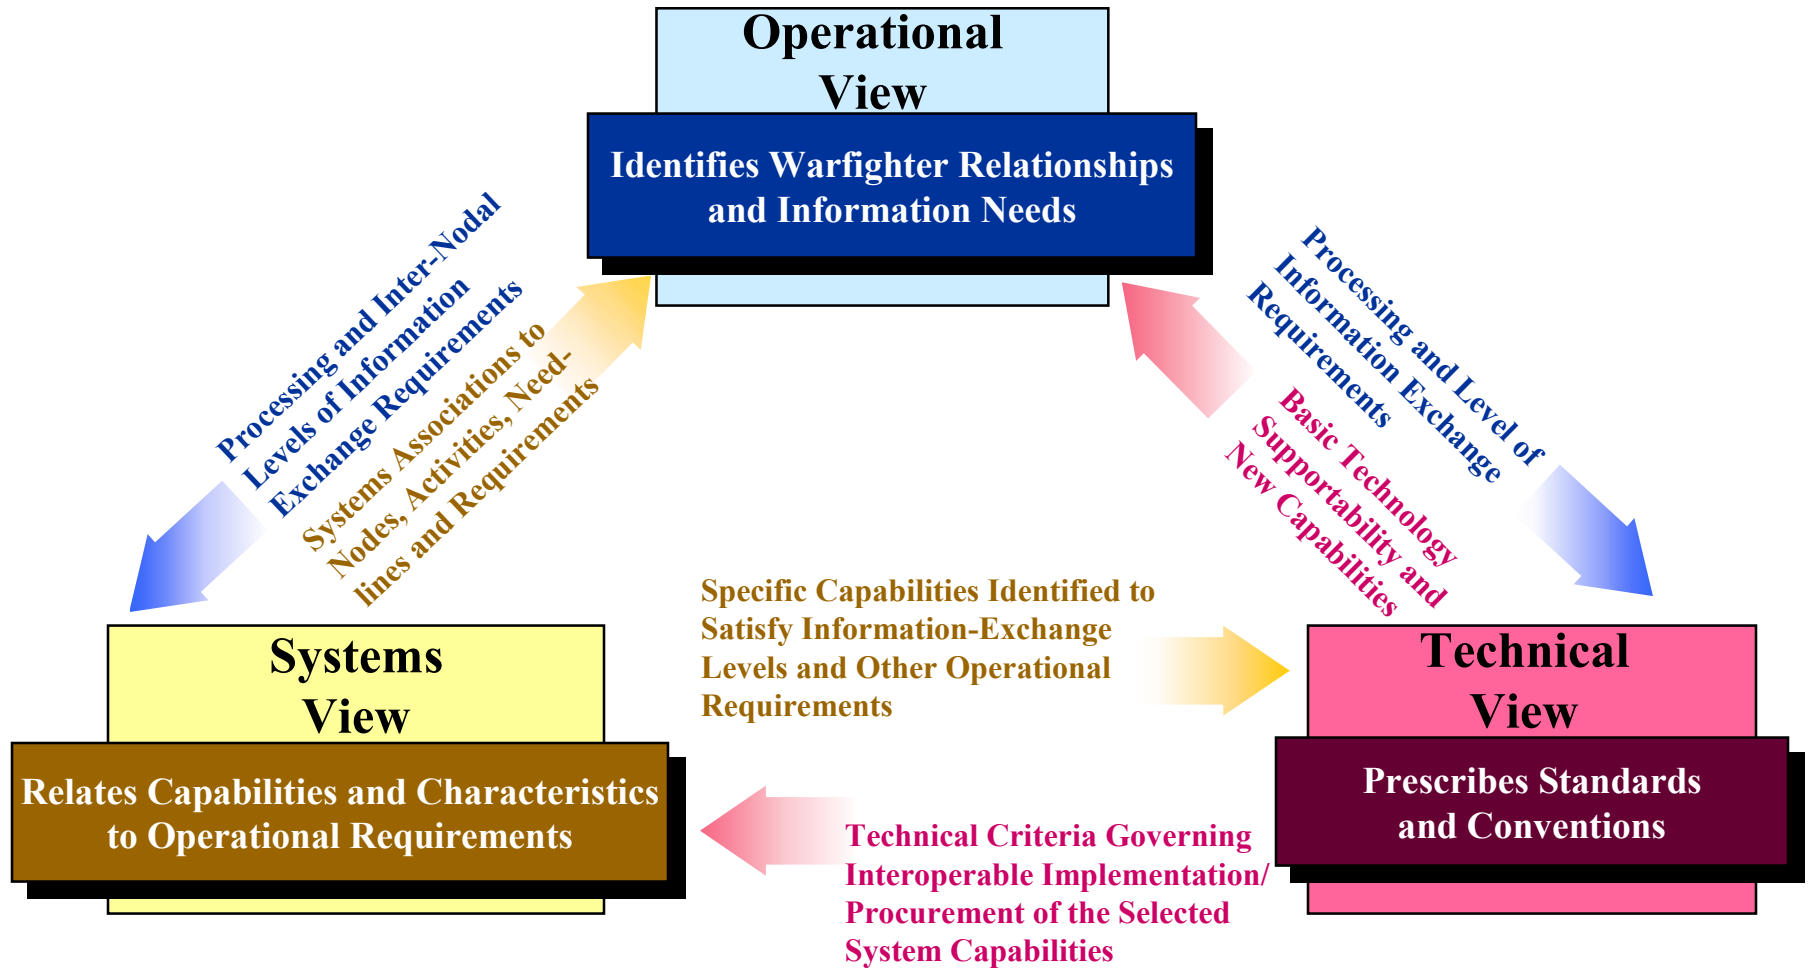 Operational
View
Identifies Warfighter Relationships
and Information Needs
Processing and Inter-Nodal
Levels of Information
Exchange Requirements
Systems Associations to
Nodes, Activities, Need-
lines and Requirements
Processing and Level of
Information Exchange
Requirements
Basic Technology
Supportability and
New Capabilities
Specific Capabilities Identified to
Satisfy Information-Exchange
Levels and Other Operational
Requirements
Systems
View
Relates Capabilities and Characteristics
to Operational Requirements
Technical
View
Prescribes Standards
and Conventions
Technical Criteria Governing
Interoperable Implementation/
Procurement of the Selected
System Capabilities